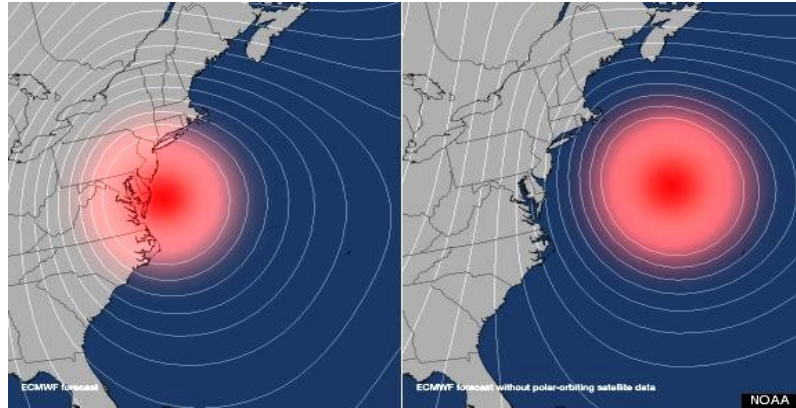 ECMWF forecast
ECMWF forecast without polar-orbiting satellite data
NOAA